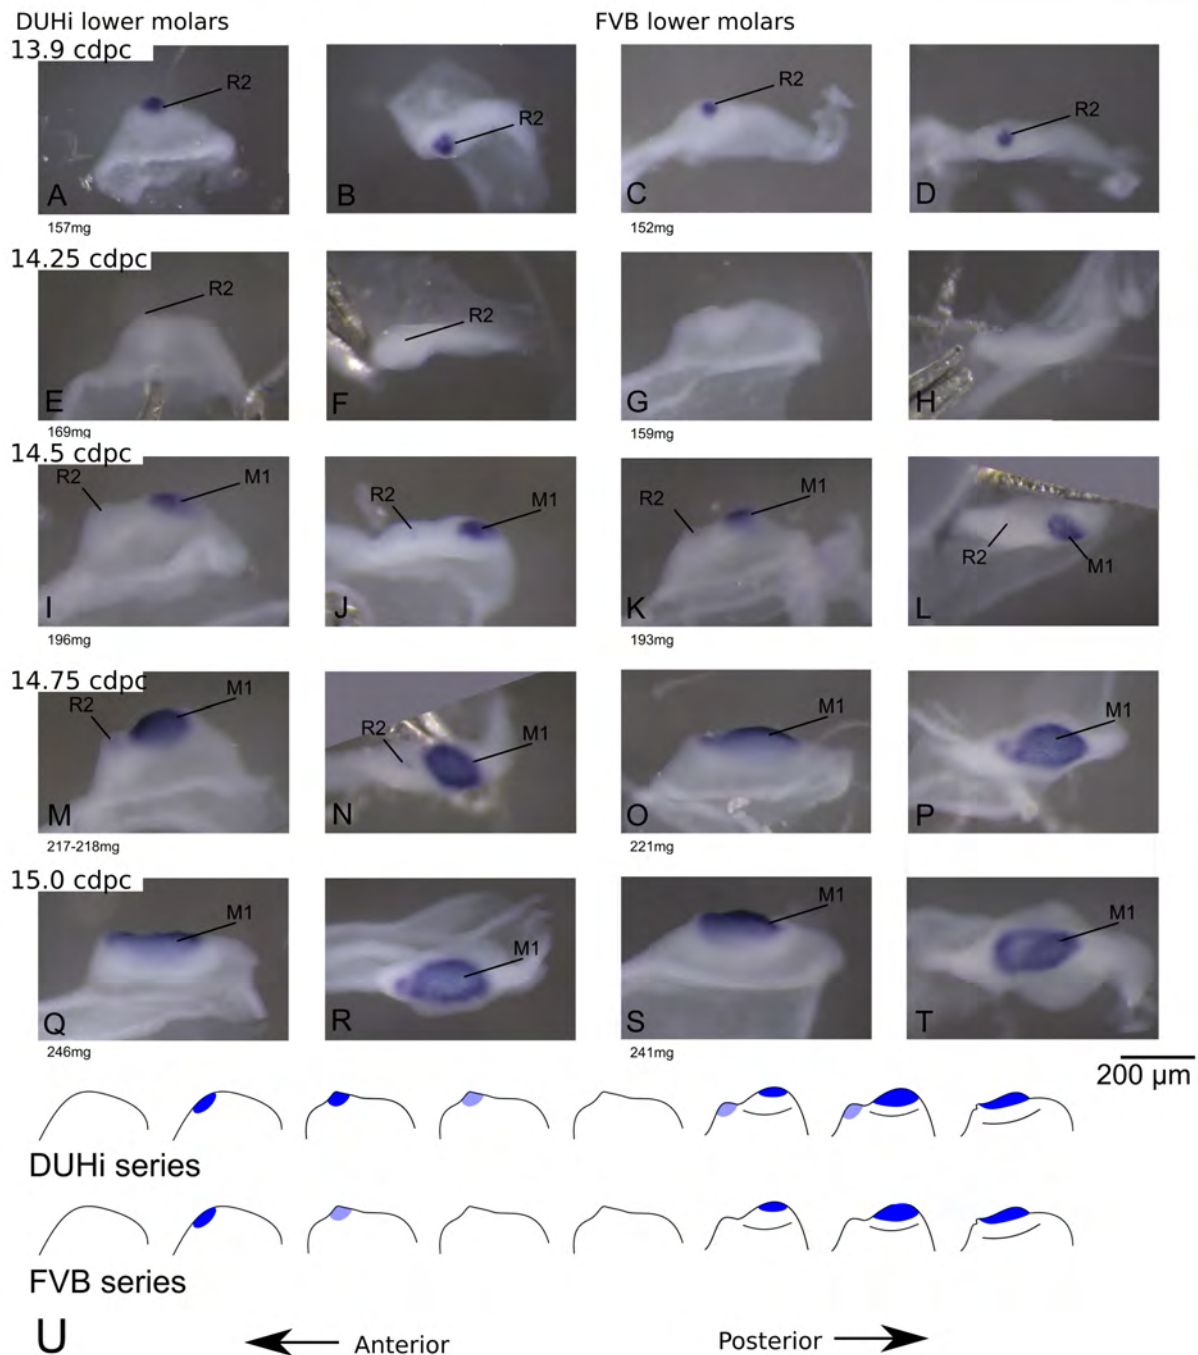 DUHi lower molars FVB lower molars
13.9 cdpc
R2 R2 R2 R2
A B C D
157mg 152mg
14.25 cdpc
R2 R2
E F G H
169mg 159mg
14.5 cdpc
R2 M1 R2 M1 R2 M1 R2 M1
I J K L
196mg 193mg
14.75 cdpc
R2 M1 R2 M1 M1 M1
M N O P
217-218mg 221mg
15.0 cdpc
M1 M1 M1 M1
Q R S T
246mg 241mg
200 µm
DUHi series
FVB series
U Anterior Posterior